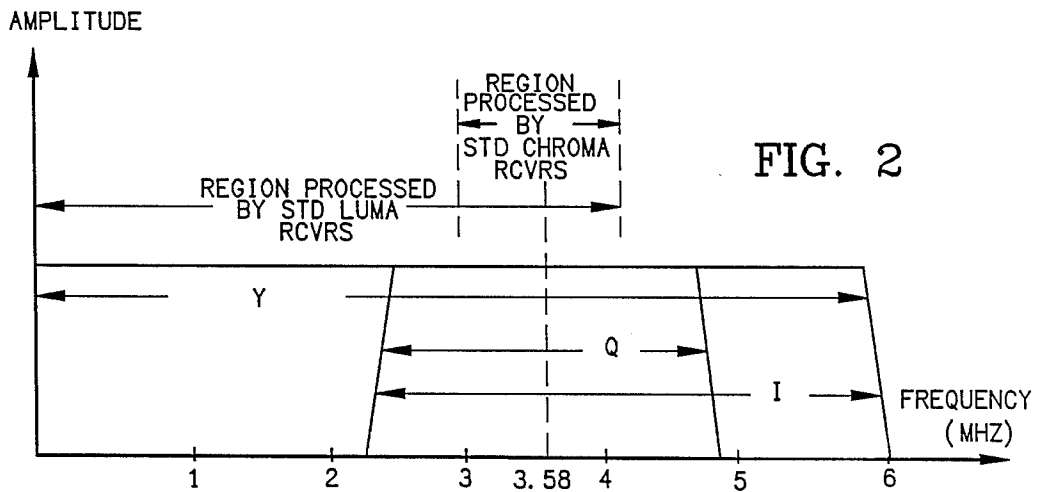 AMPLITUDE
REGION
PROCESSED
BY
STD CHROMA
RCVRS
FIG. 2
REGION PROCESSED
BY STD LUMA
RCVRS
Y
Q
I
FREQUENCY
(MHZ)
1
2
3
3.58
4
5
6